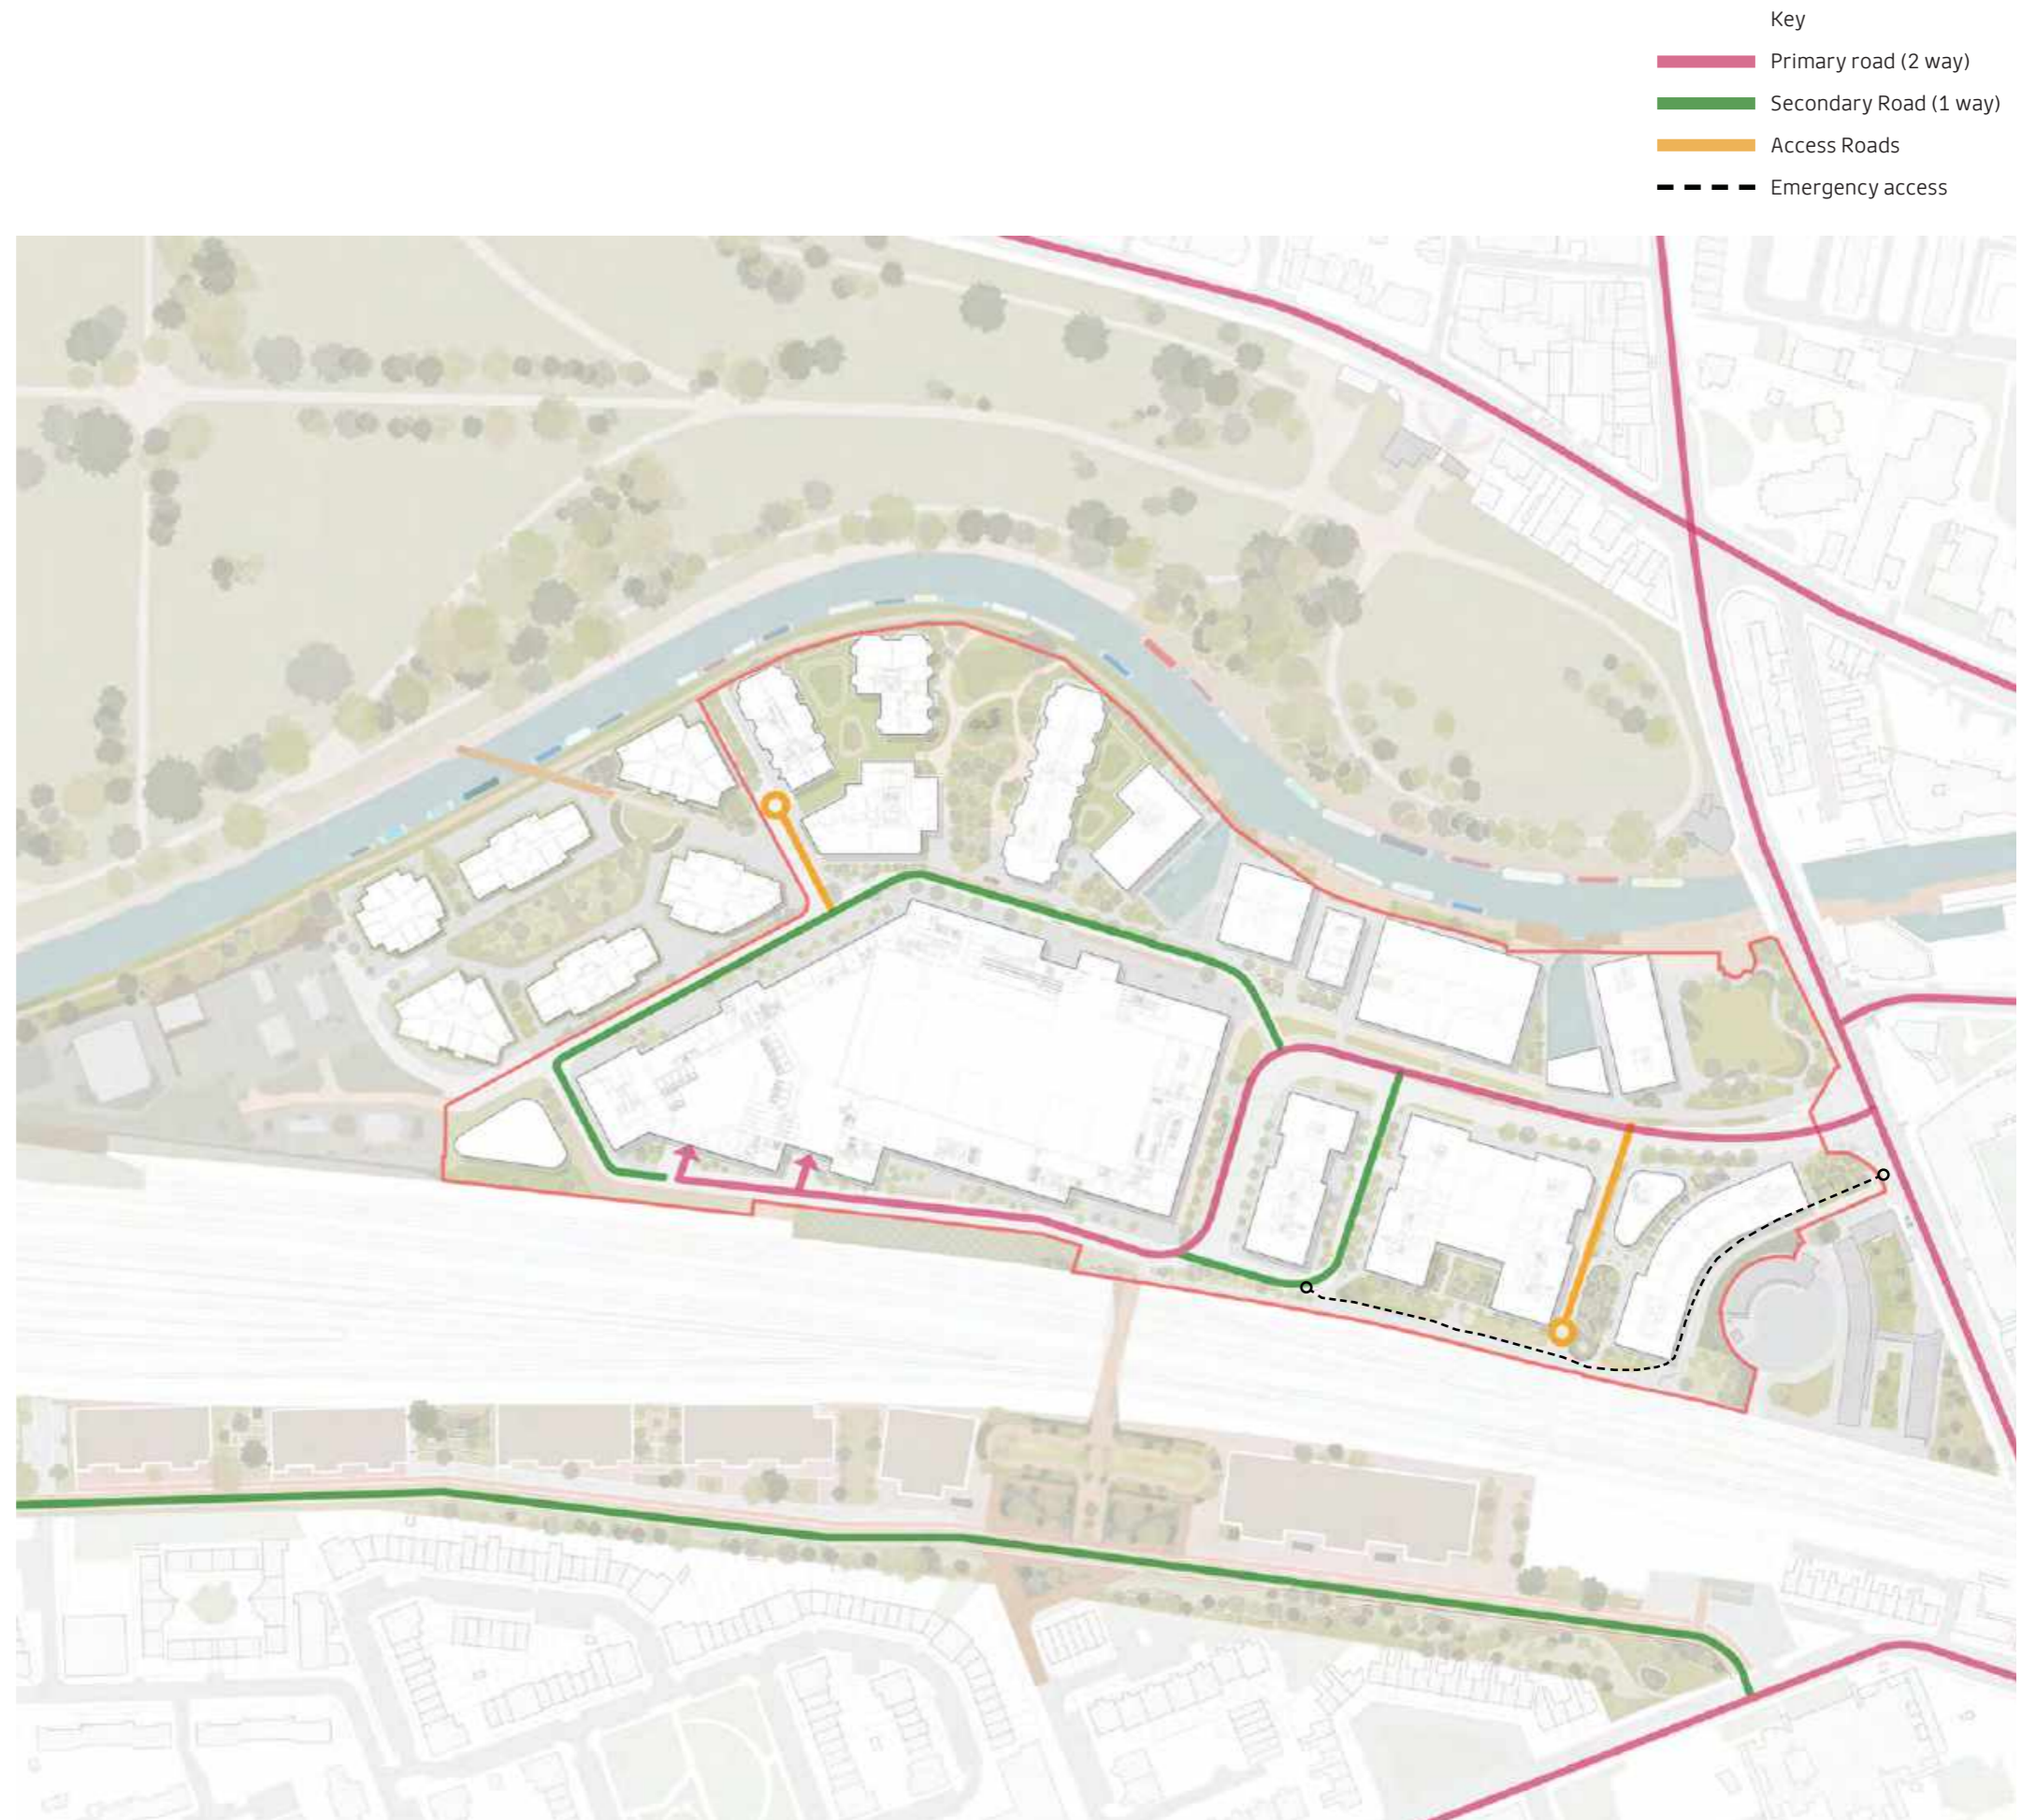 Key
Primary road (2 way)
Secondary Road (1 way)
Access Roads
Emergency access